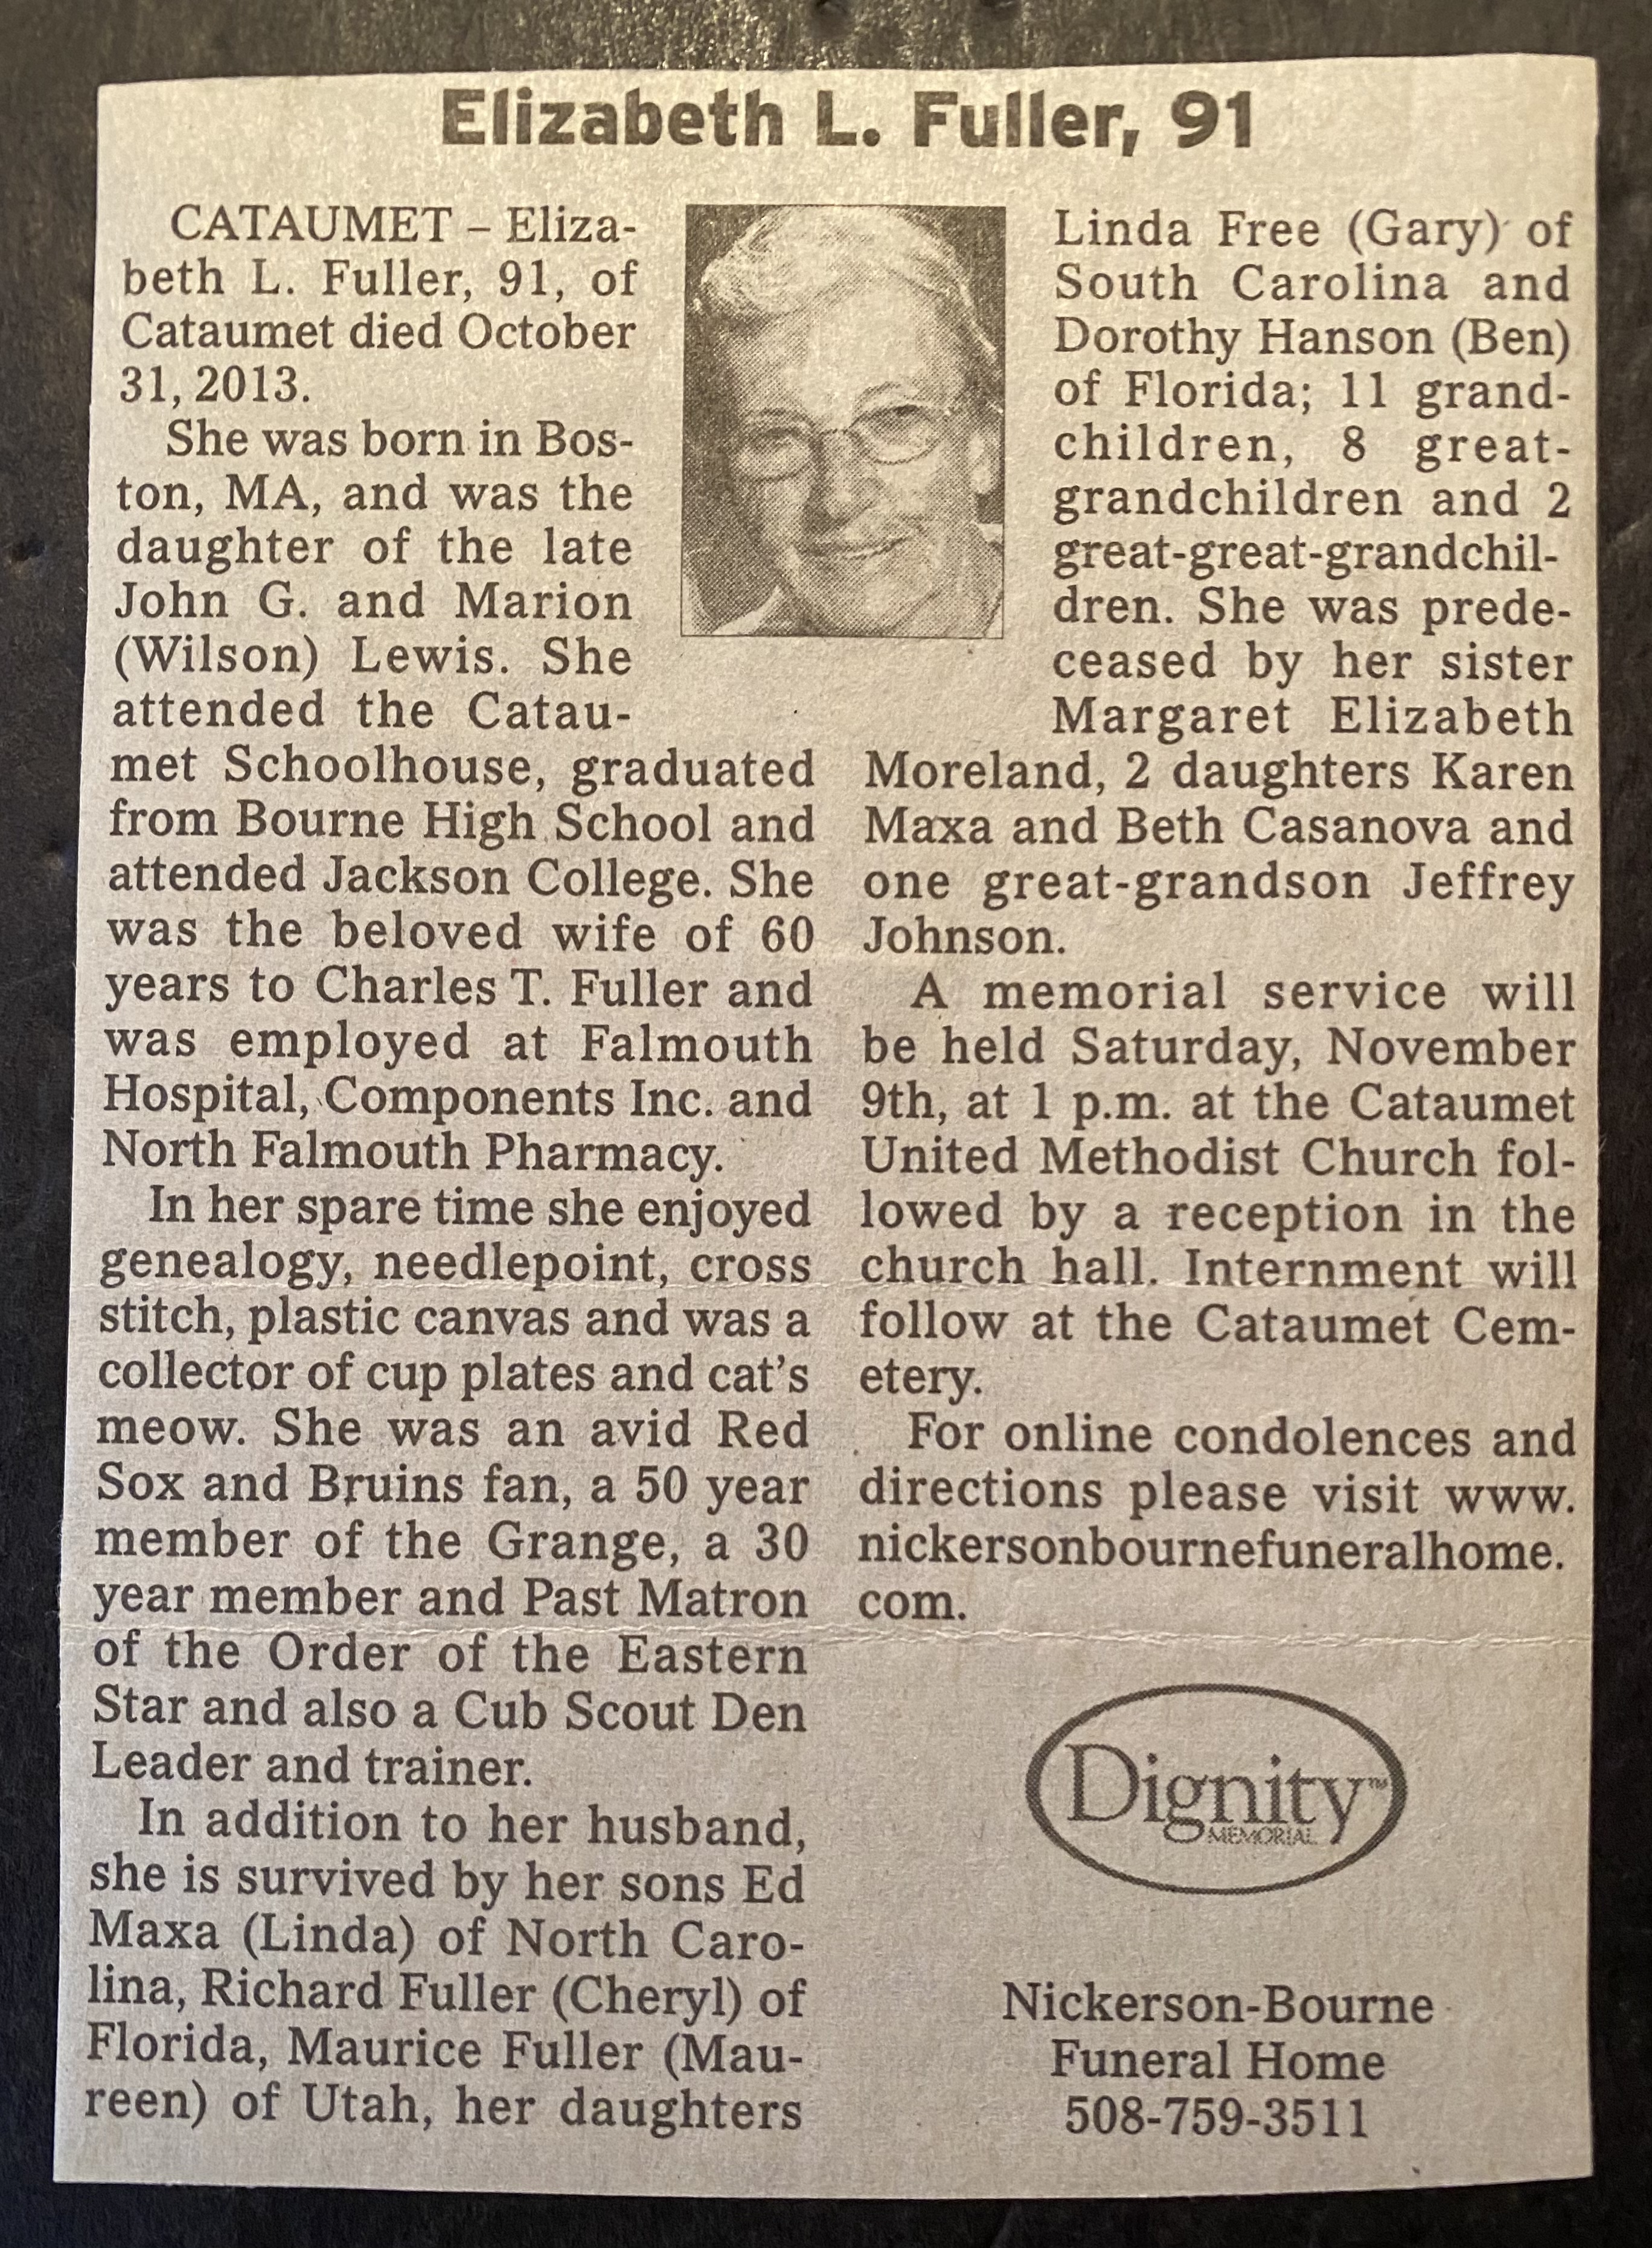 Elizabeth L. Fuller, 91
CATAUMET – Eliza-
beth L. Fuller, 91, of
Cataumet died October
31, 2013.
She was born in Bos-
ton, MA, and was the
daughter of the late
John G. and Marion
(Wilson) Lewis. She
attended the Catau-
met Schoolhouse, graduated
from Bourne High School and
attended Jackson College. She
was the beloved wife of 60
years to Charles T. Fuller and
was employed at Falmouth
Hospital, Components Inc. and
North Falmouth Pharmacy.
In her spare time she enjoyed
genealogy, needlepoint, cross
stitch, plastic canvas and was a
collector of cup plates and cat's
meow. She was an avid Red
Sox and Bruins fan, a 50 year
member of the Grange, a 30
year member and Past Matron
of the Order of the Eastern
Star and also a Cub Scout Den
Leader and trainer.
In addition to her husband,
she is survived by her sons Ed
Maxa (Linda) of North Caro-
lina, Richard Fuller (Cheryl) of
Florida, Maurice Fuller (Mau-
reen) of Utah, her daughters
Linda Free (Gary) of
South Carolina and
Dorothy Hanson (Ben)
of Florida; 11 grand-
children, 8 great-
grandchildren and 2
great-great-grandchil-
dren. She was prede-
ceased by her sister
Margaret Elizabeth
Moreland, 2 daughters Karen
Maxa and Beth Casanova and
one great-grandson Jeffrey
Johnson.
A memorial service will
be held Saturday, November
9th, at 1 p.m. at the Cataumet
United Methodist Church fol-
lowed by a reception in the
church hall. Internment will
follow at the Cataumet Cem-
etery.
For online condolences and
directions please visit www.
nickersonbournefuneralhome.
com.
Dignity™
MEMORIAL
Nickerson-Bourne
Funeral Home
508-759-3511